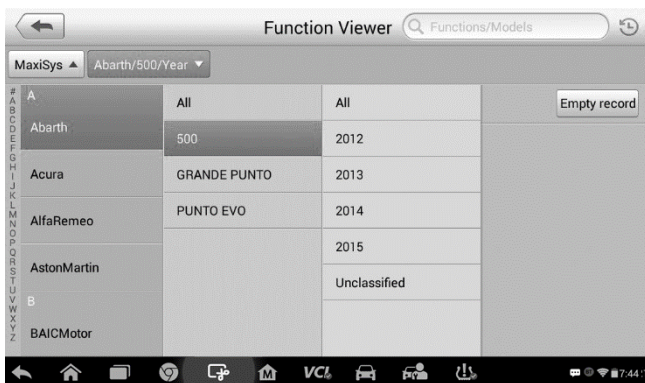 Function Viewer
Functions/Models
MaxiSys ▲
Abarth/500/Year ▼
#
A
B
C
D
E
F
G
H
I
J
K
L
M
N
O
P
Q
R
S
T
U
V
W
X
Y
Z
A
Abarth
Acura
AlfaRomeo
AstonMartin
B
BAICMotor
All
500
GRANDE PUNTO
PUNTO EVO
All
2012
2013
2014
2015
Unclassified
Empty record
M
VCI
7:44